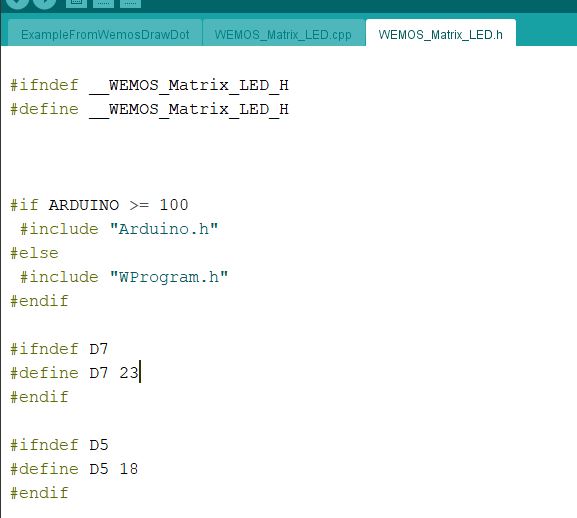 ExampleFromWemosDrawDot WEMOS_Matrix_LED.cpp WEMOS_Matrix_LED.h
#ifndef __WEMOS_Matrix_LED_H
#define __WEMOS_Matrix_LED_H
#if ARDUINO >= 100
#include "Arduino.h"
#else
#include "WProgram.h"
#endif
#ifndef D7
#define D7 23
#endif
#ifndef D5
#define D5 18
#endif